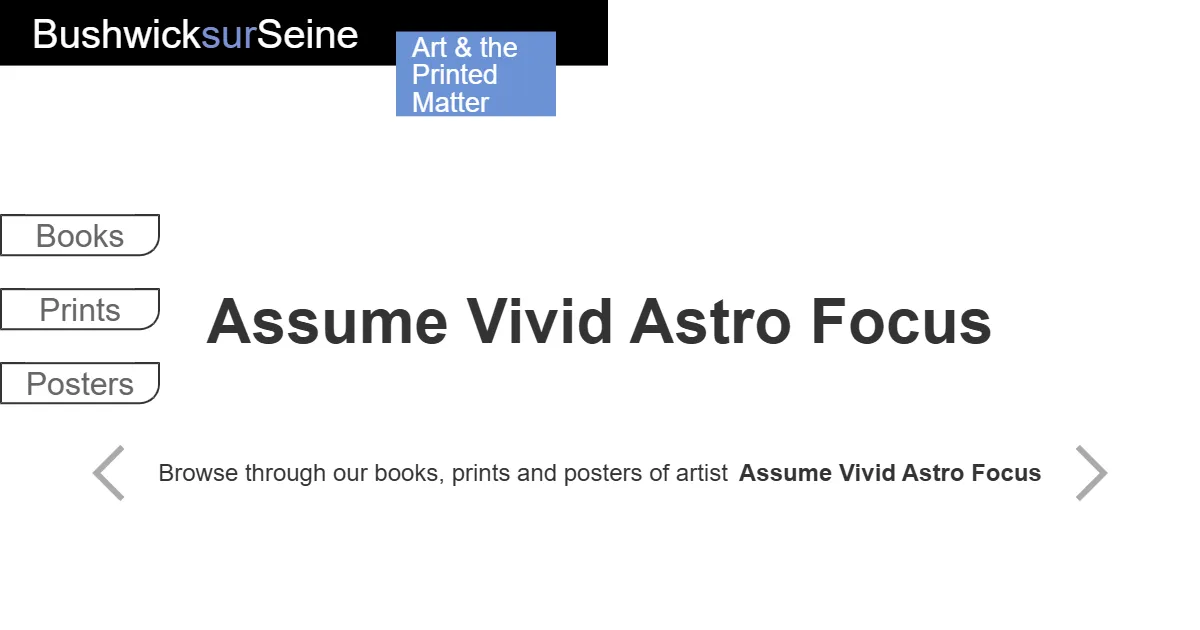 BushwicksurSeine
Art & the
Printed
Matter
Books
Prints
Posters
Assume Vivid Astro Focus
Browse through our books, prints and posters of artist Assume Vivid Astro Focus